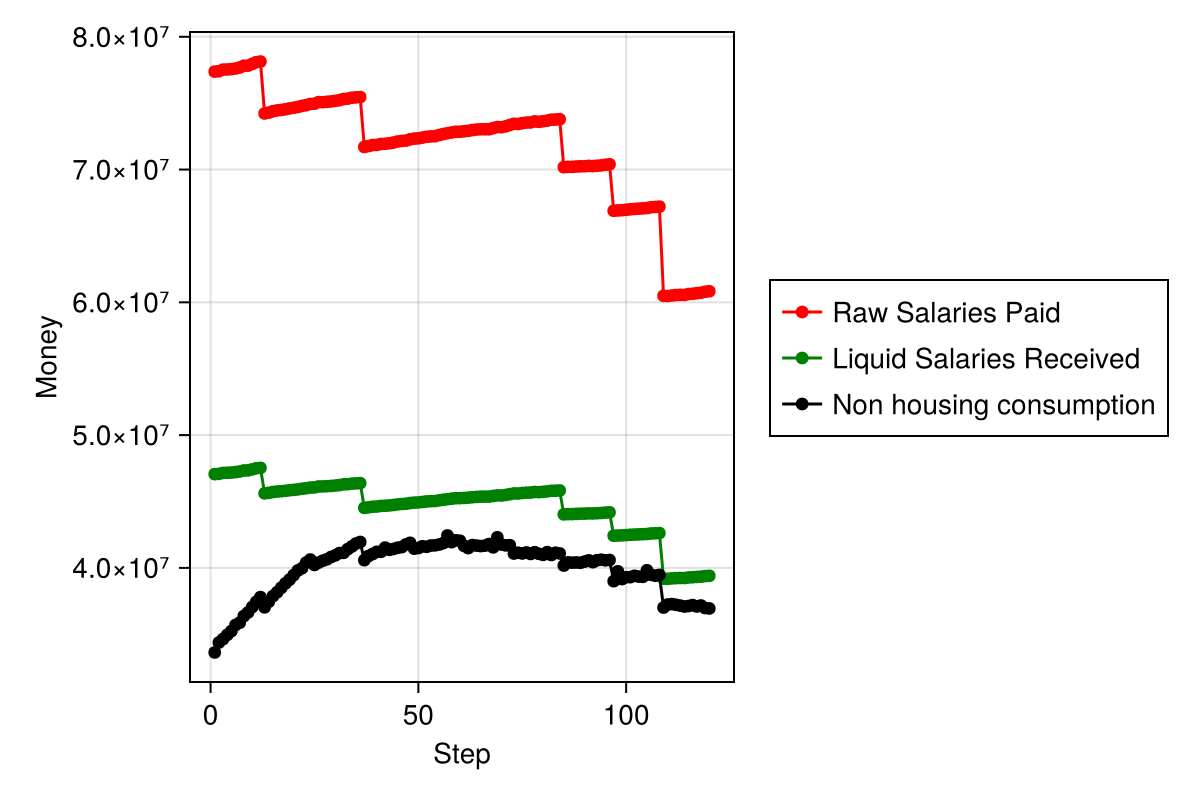 8.0×10⁷
7.0×10⁷
6.0×10⁷
5.0×10⁷
4.0×10⁷
Money
0 50 100
Step
Raw Salaries Paid
Liquid Salaries Received
Non housing consumption